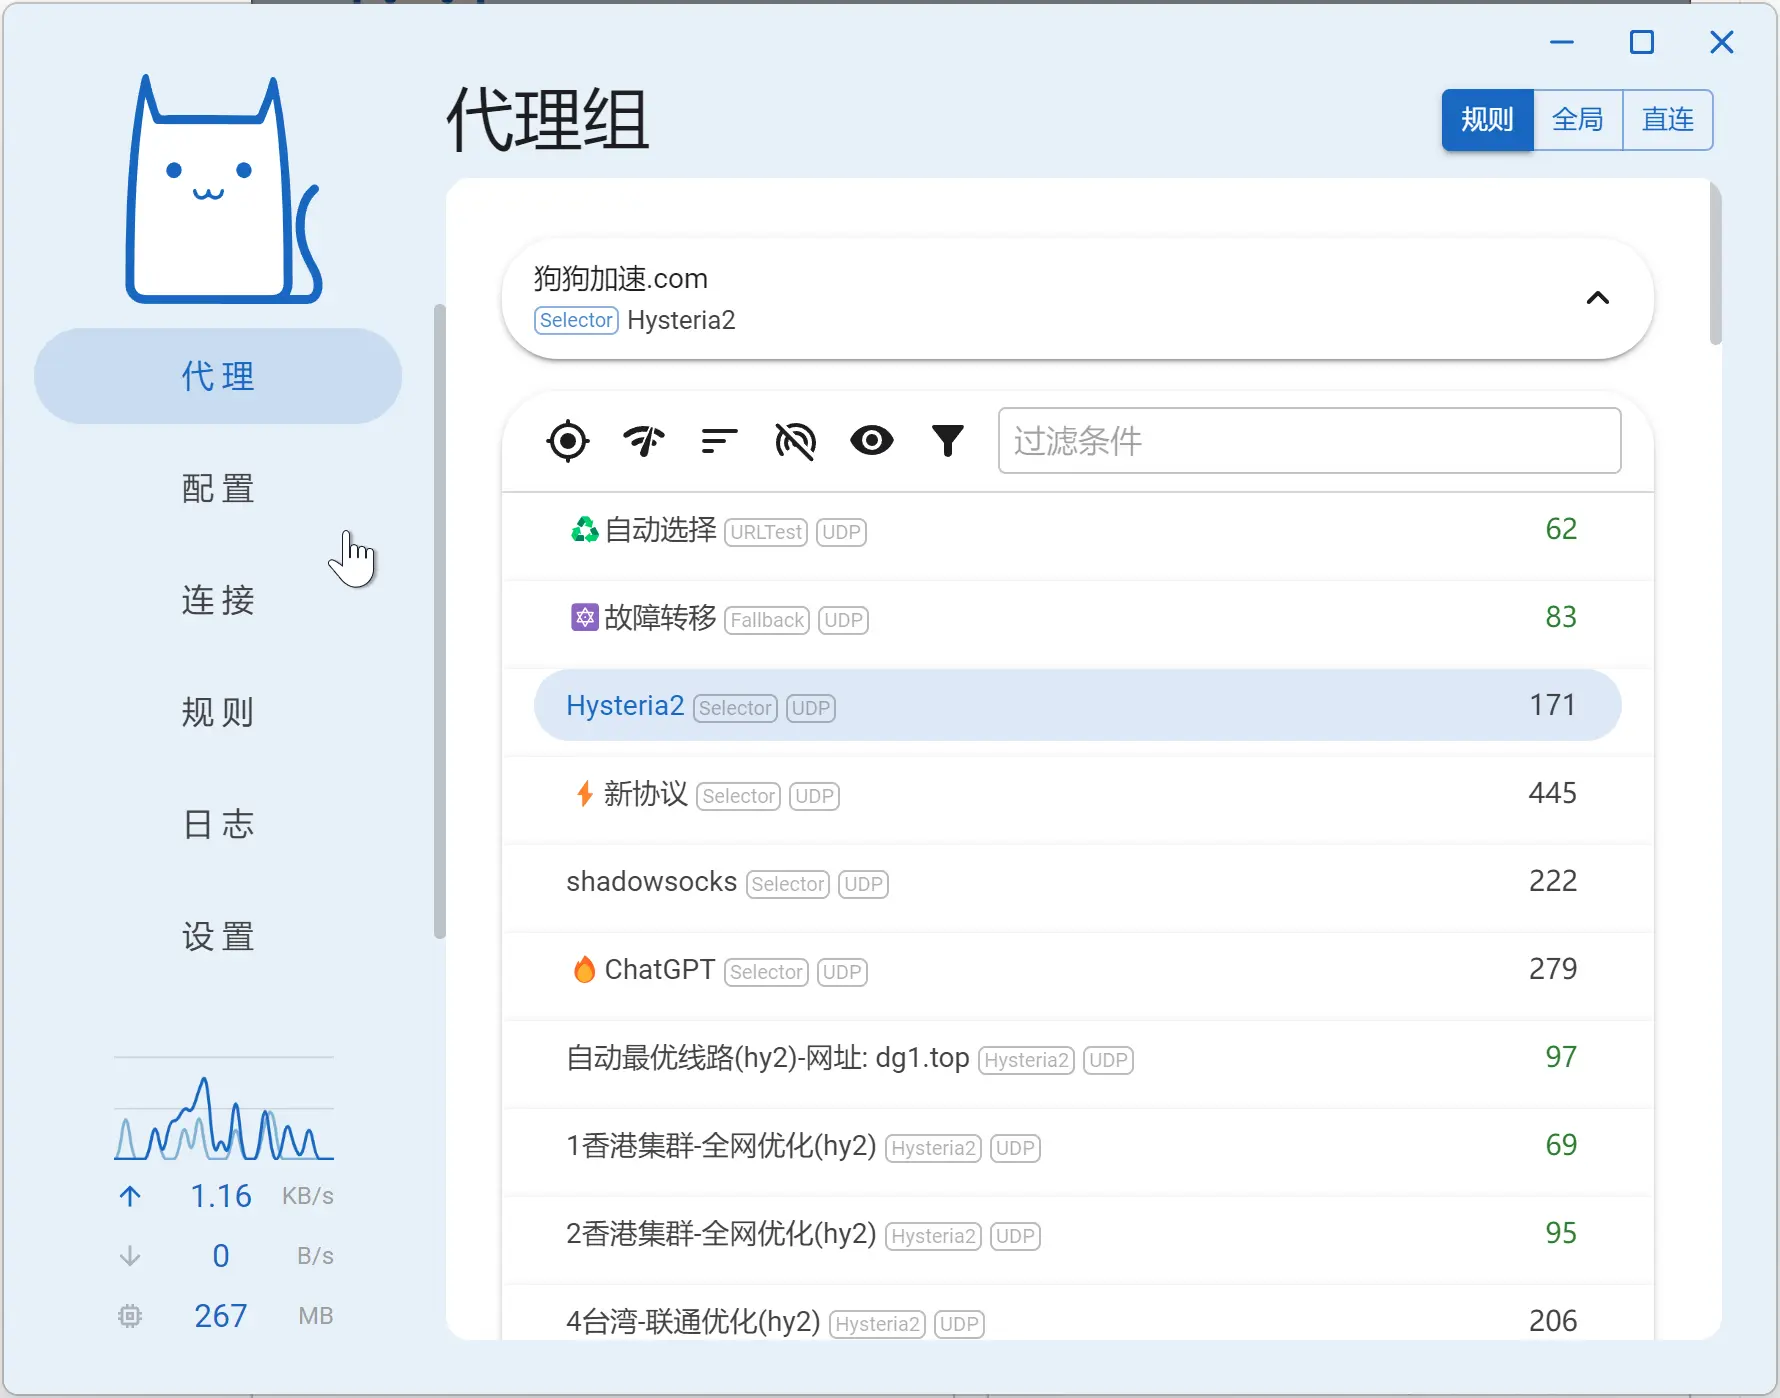 代理组
规则 全局 直连
代理
配置
连接
规则
日志
设置
1.16 KB/s
0 B/s
267 MB
狗狗加速.com
Selector Hysteria2
过滤条件
自动选择 URLTest UDP 62
故障转移 Fallback UDP 83
Hysteria2 Selector UDP 171
新协议 Selector UDP 445
shadowsocks Selector UDP 222
ChatGPT Selector UDP 279
自动最优线路(hy2)-网址: dg1.top Hysteria2 UDP 97
1香港集群-全网优化(hy2) Hysteria2 UDP 69
2香港集群-全网优化(hy2) Hysteria2 UDP 95
4台湾-联通优化(hy2) Hysteria2 UDP 206